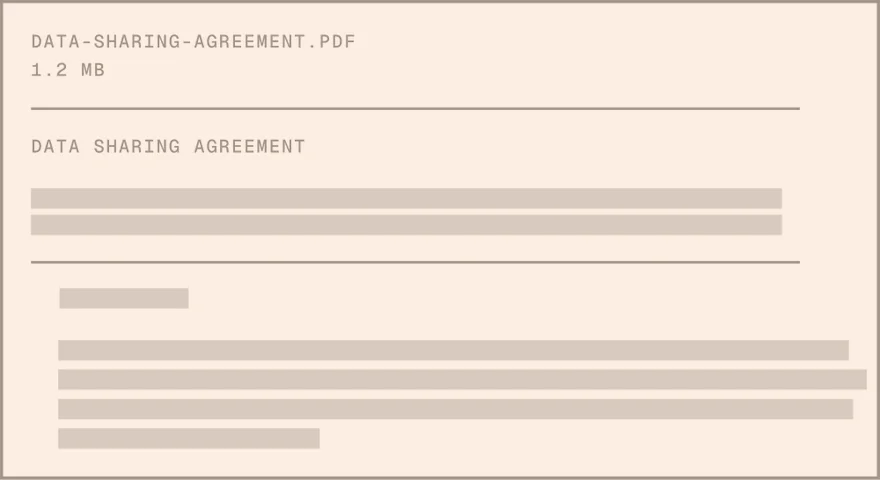 DATA-SHARING-AGREEMENT.PDF
1.2 MB
DATA SHARING AGREEMENT